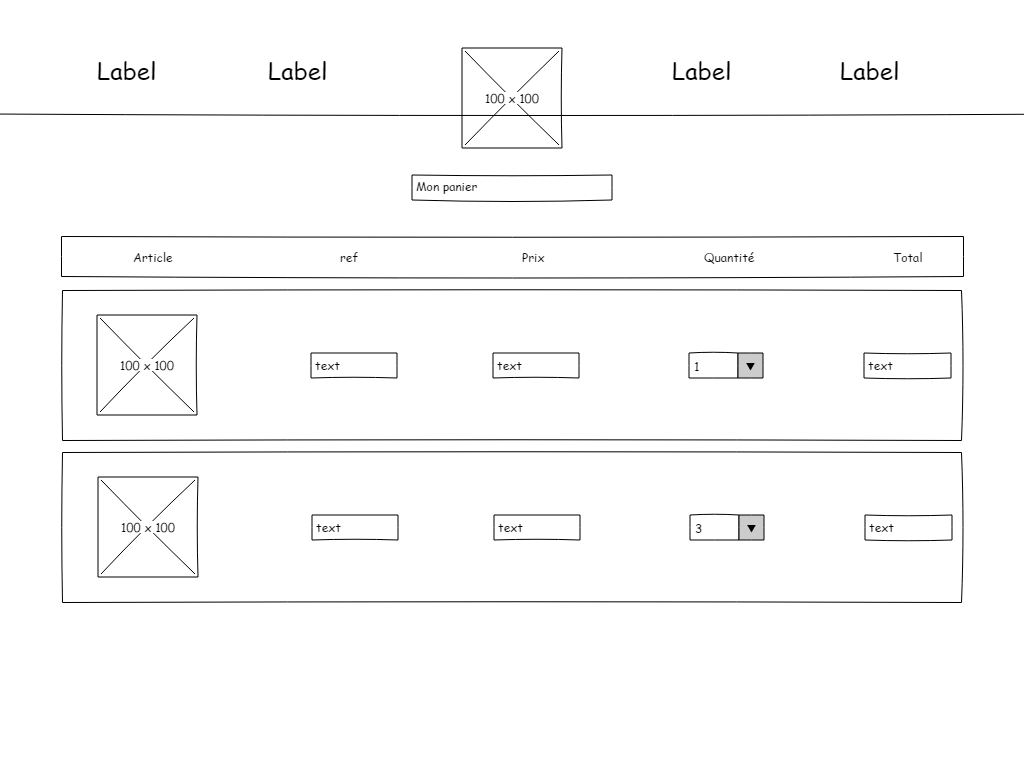 Label Label Label Label
100 x 100
Mon panier
Article ref Prix Quantité Total
100 x 100 text text 1 text
100 x 100 text text 3 text